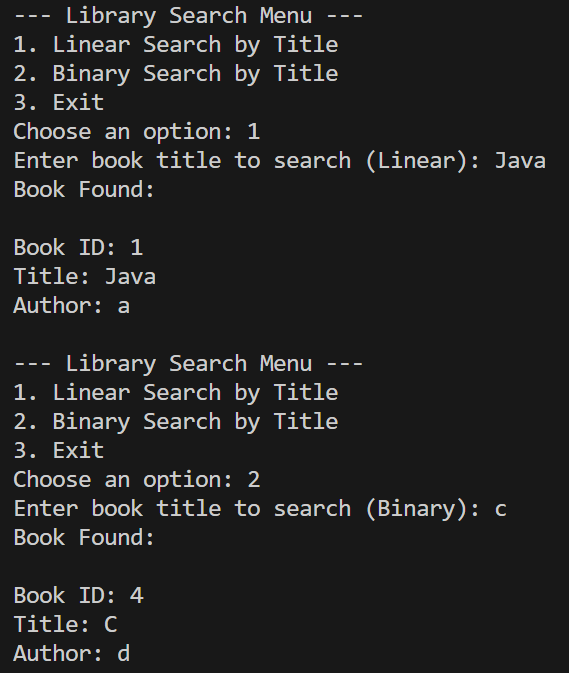 --- Library Search Menu ---
1. Linear Search by Title
2. Binary Search by Title
3. Exit
Choose an option: 1
Enter book title to search (Linear): Java
Book Found:

Book ID: 1
Title: Java
Author: a

--- Library Search Menu ---
1. Linear Search by Title
2. Binary Search by Title
3. Exit
Choose an option: 2
Enter book title to search (Binary): c
Book Found:

Book ID: 4
Title: C
Author: d